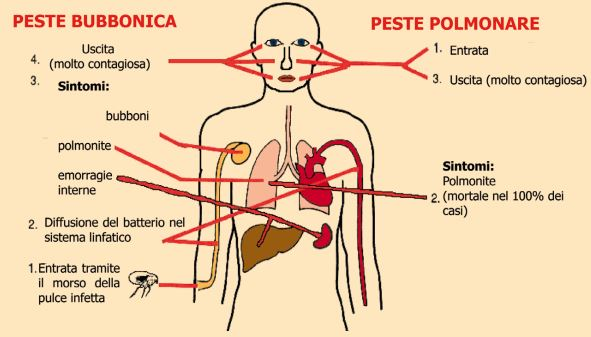 PESTE BUBBONICA
4. Uscita
(molto contagiosa)
3. Sintomi:
bubboni
polmonite
emorragie
interne
2. Diffusione del batterio nel
sistema linfatico
1. Entrata tramite
il morso della
pulce infetta
PESTE POLMONARE
1. Entrata
3. Uscita (molto contagiosa)
Sintomi:
Polmonite
2. (mortale nel 100% dei
casi)